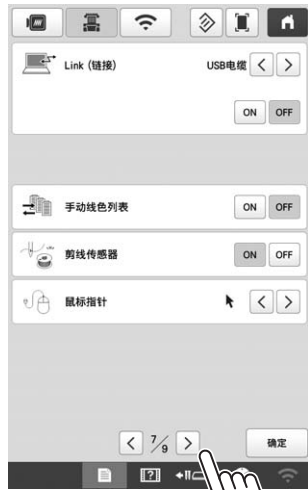 Link (链接) USB电缆
ON OFF
手动线色列表 ON OFF
剪线传感器 ON OFF
鼠标指针
7/9 确定